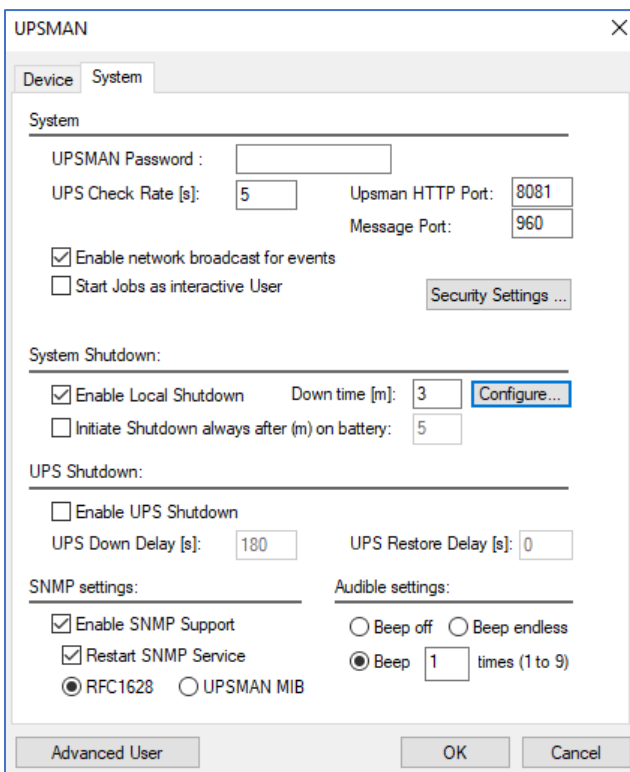 UPSMAN
Device System
System
UPSMAN Password :
UPS Check Rate [s]: 5 Upsman HTTP Port: 8081
Message Port: 960
Enable network broadcast for events
Start Jobs as interactive User
Security Settings ...
System Shutdown:
Enable Local Shutdown Down time [m]: 3 Configure...
Initiate Shutdown always after (m) on battery: 5
UPS Shutdown:
Enable UPS Shutdown
UPS Down Delay [s]: 180 UPS Restore Delay [s]: 0
SNMP settings: Audible settings:
Enable SNMP Support Beep off Beep endless
Restart SNMP Service Beep 1 times (1 to 9)
RFC1628 UPSMAN MIB
Advanced User OK Cancel